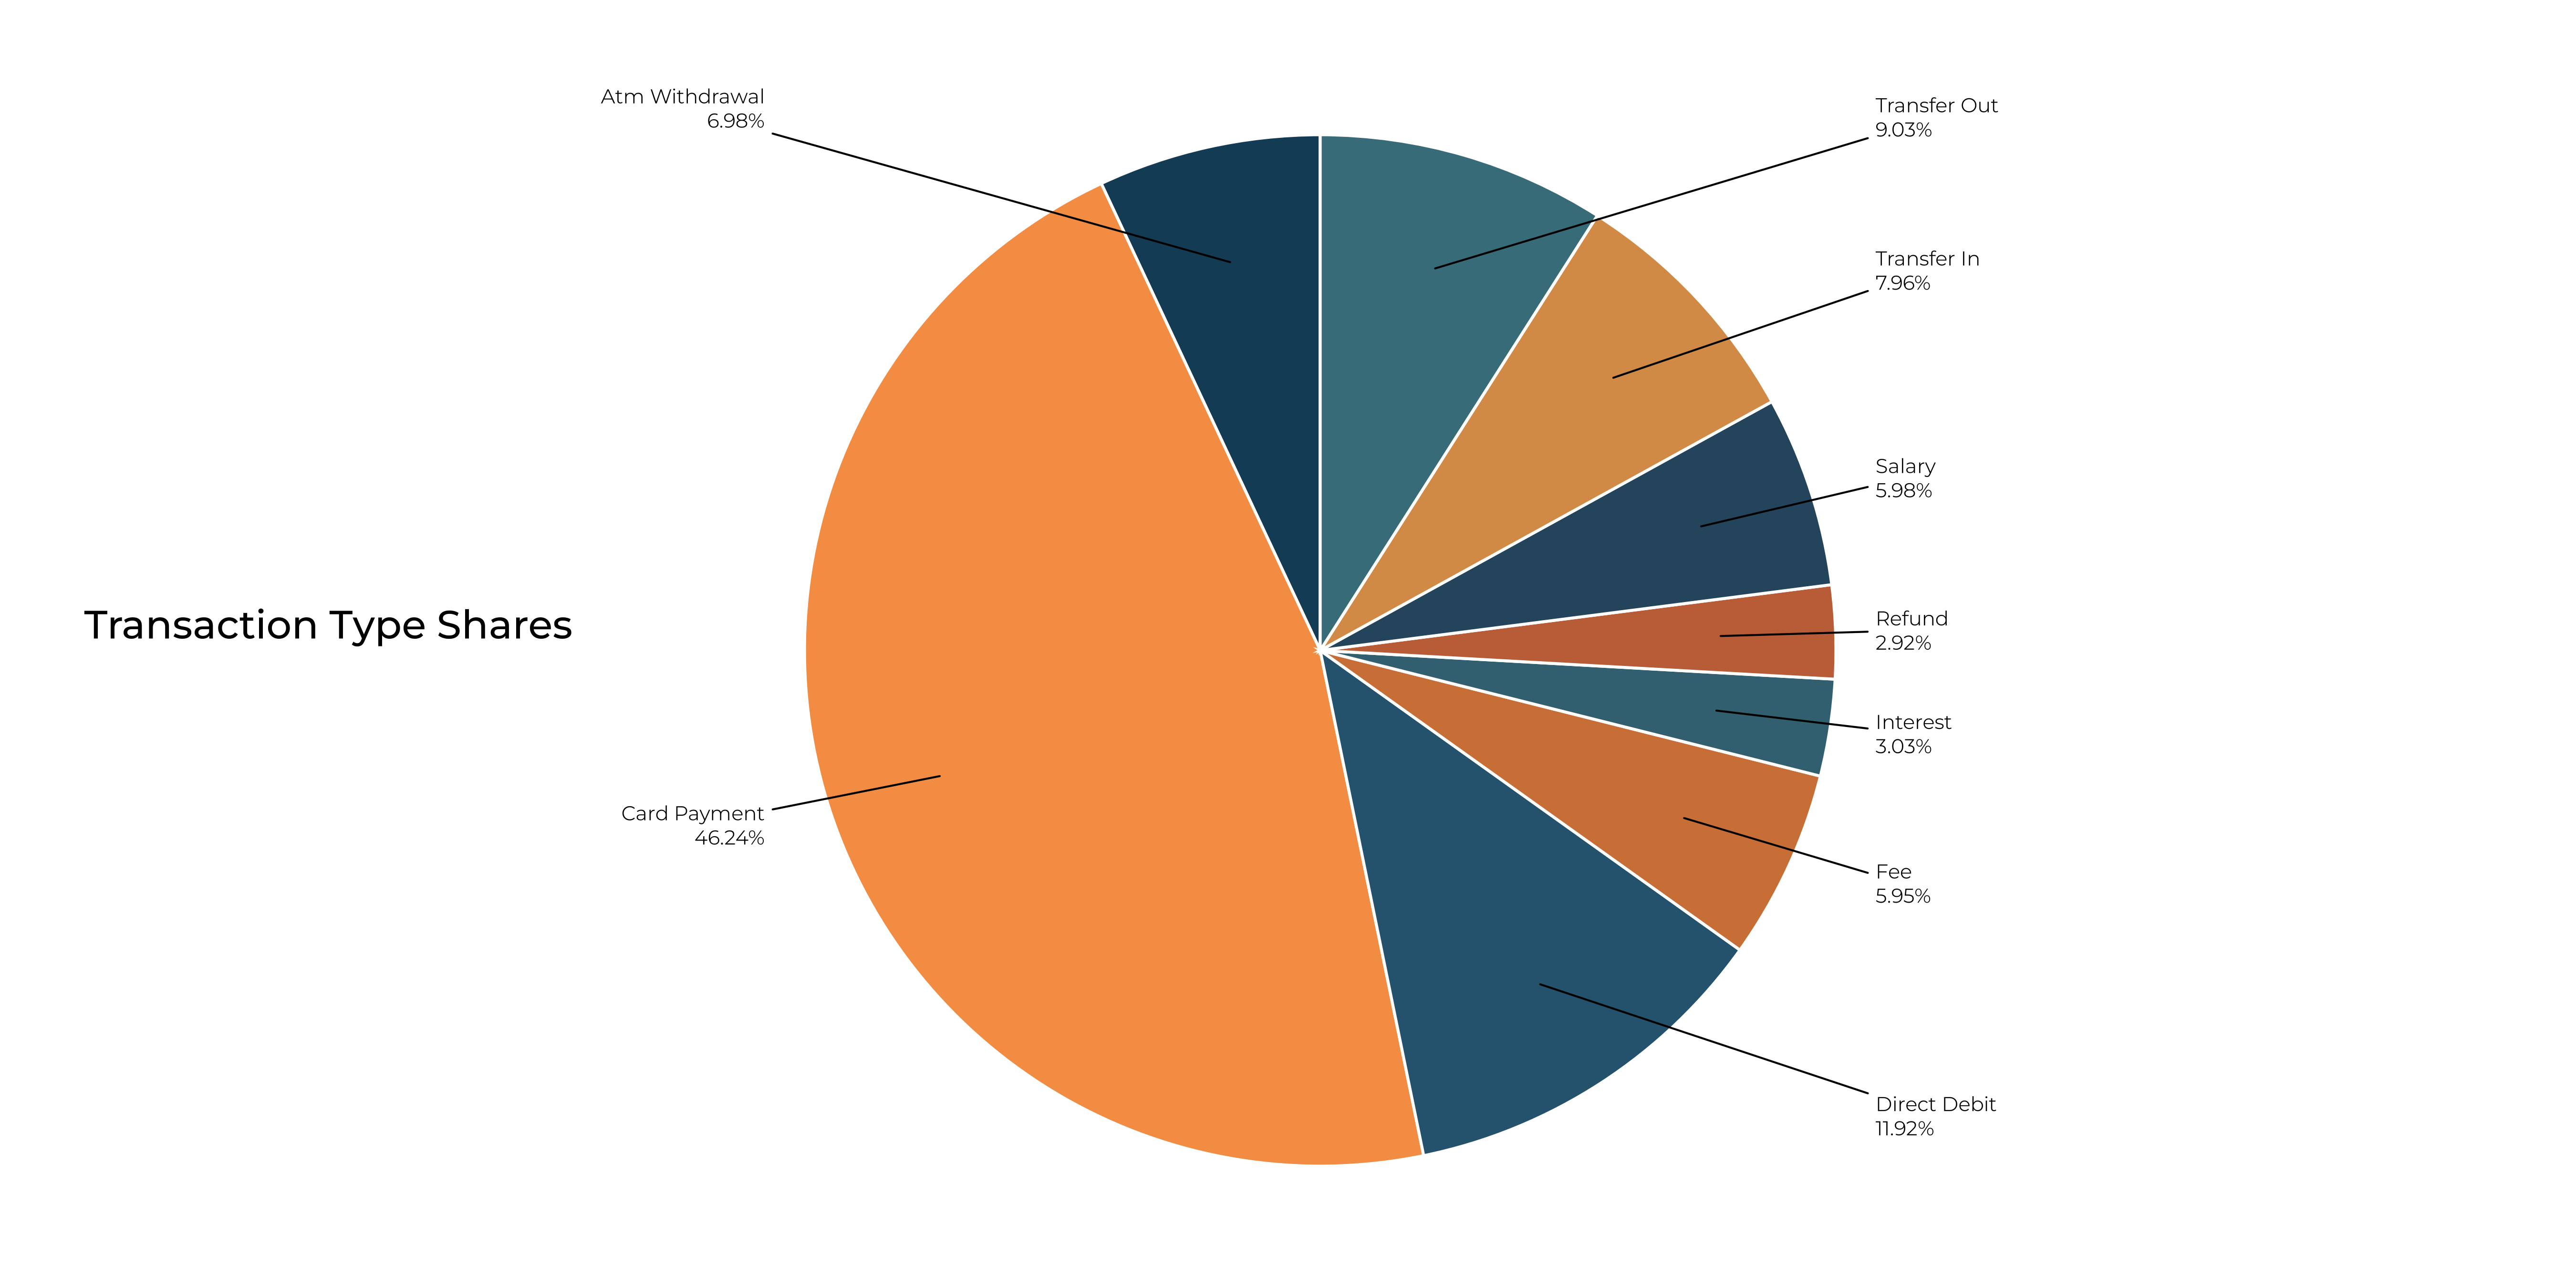 Transaction Type Shares
Atm Withdrawal
6.98%
Card Payment
46.24%
Transfer Out
9.03%
Transfer In
7.96%
Salary
5.98%
Refund
2.92%
Interest
3.03%
Fee
5.95%
Direct Debit
11.92%